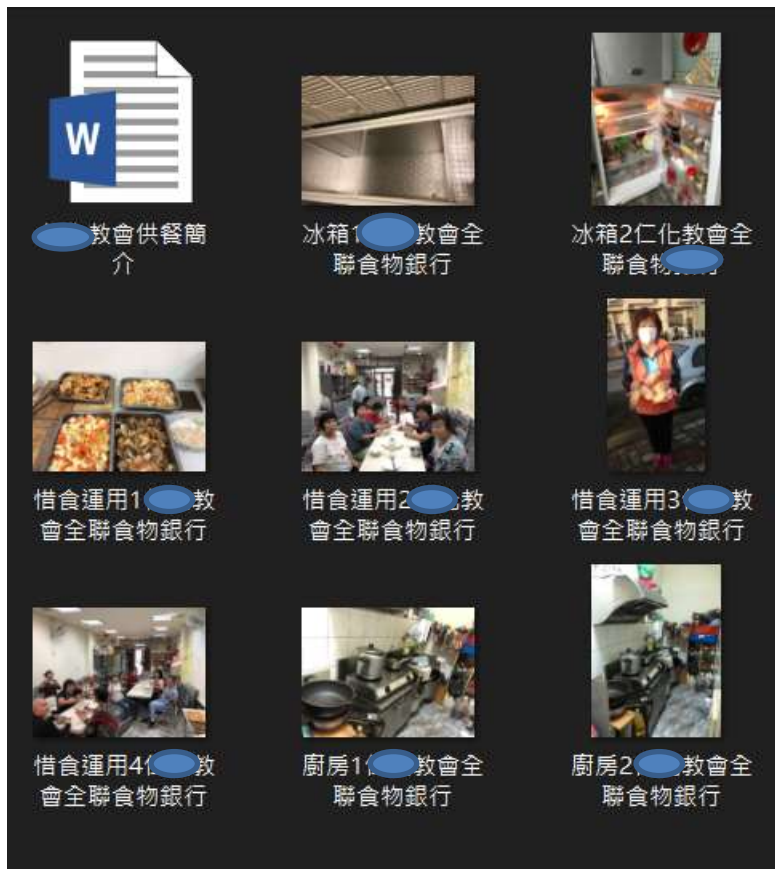 W
教會供餐簡
介
冰箱1 教會全
聯食物銀行
冰箱2仁化教會全
聯食物
惜食運用1 教
會全聯食物銀行
惜食運用2 教
會全聯食物銀行
惜食運用3 教
會全聯食物銀行
惜食運用4 教
會全聯食物銀行
廚房1 教會全
聯食物銀行
廚房2 教會全
聯食物銀行